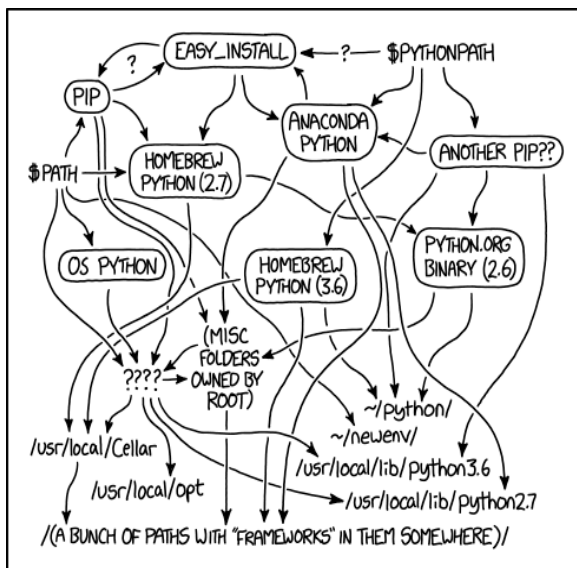 EASY_INSTALL
?
$PYTHONPATH
?
PIP
ANACONDA
PYTHON
ANOTHER PIP??
HOMEBREW
PYTHON (2.7)
$PATH
PYTHON.ORG
BINARY (2.6)
OS PYTHON
HOMEBREW
PYTHON (3.6)
(MISC
FOLDERS
OWNED BY
ROOT)
????
~/python/
~/newenv/
/usr/local/Cellar
/usr/local/lib/python3.6
/usr/local/opt
/usr/local/lib/python2.7
/(A BUNCH OF PATHS WITH "FRAMEWORKS" IN THEM SOMEWHERE)/